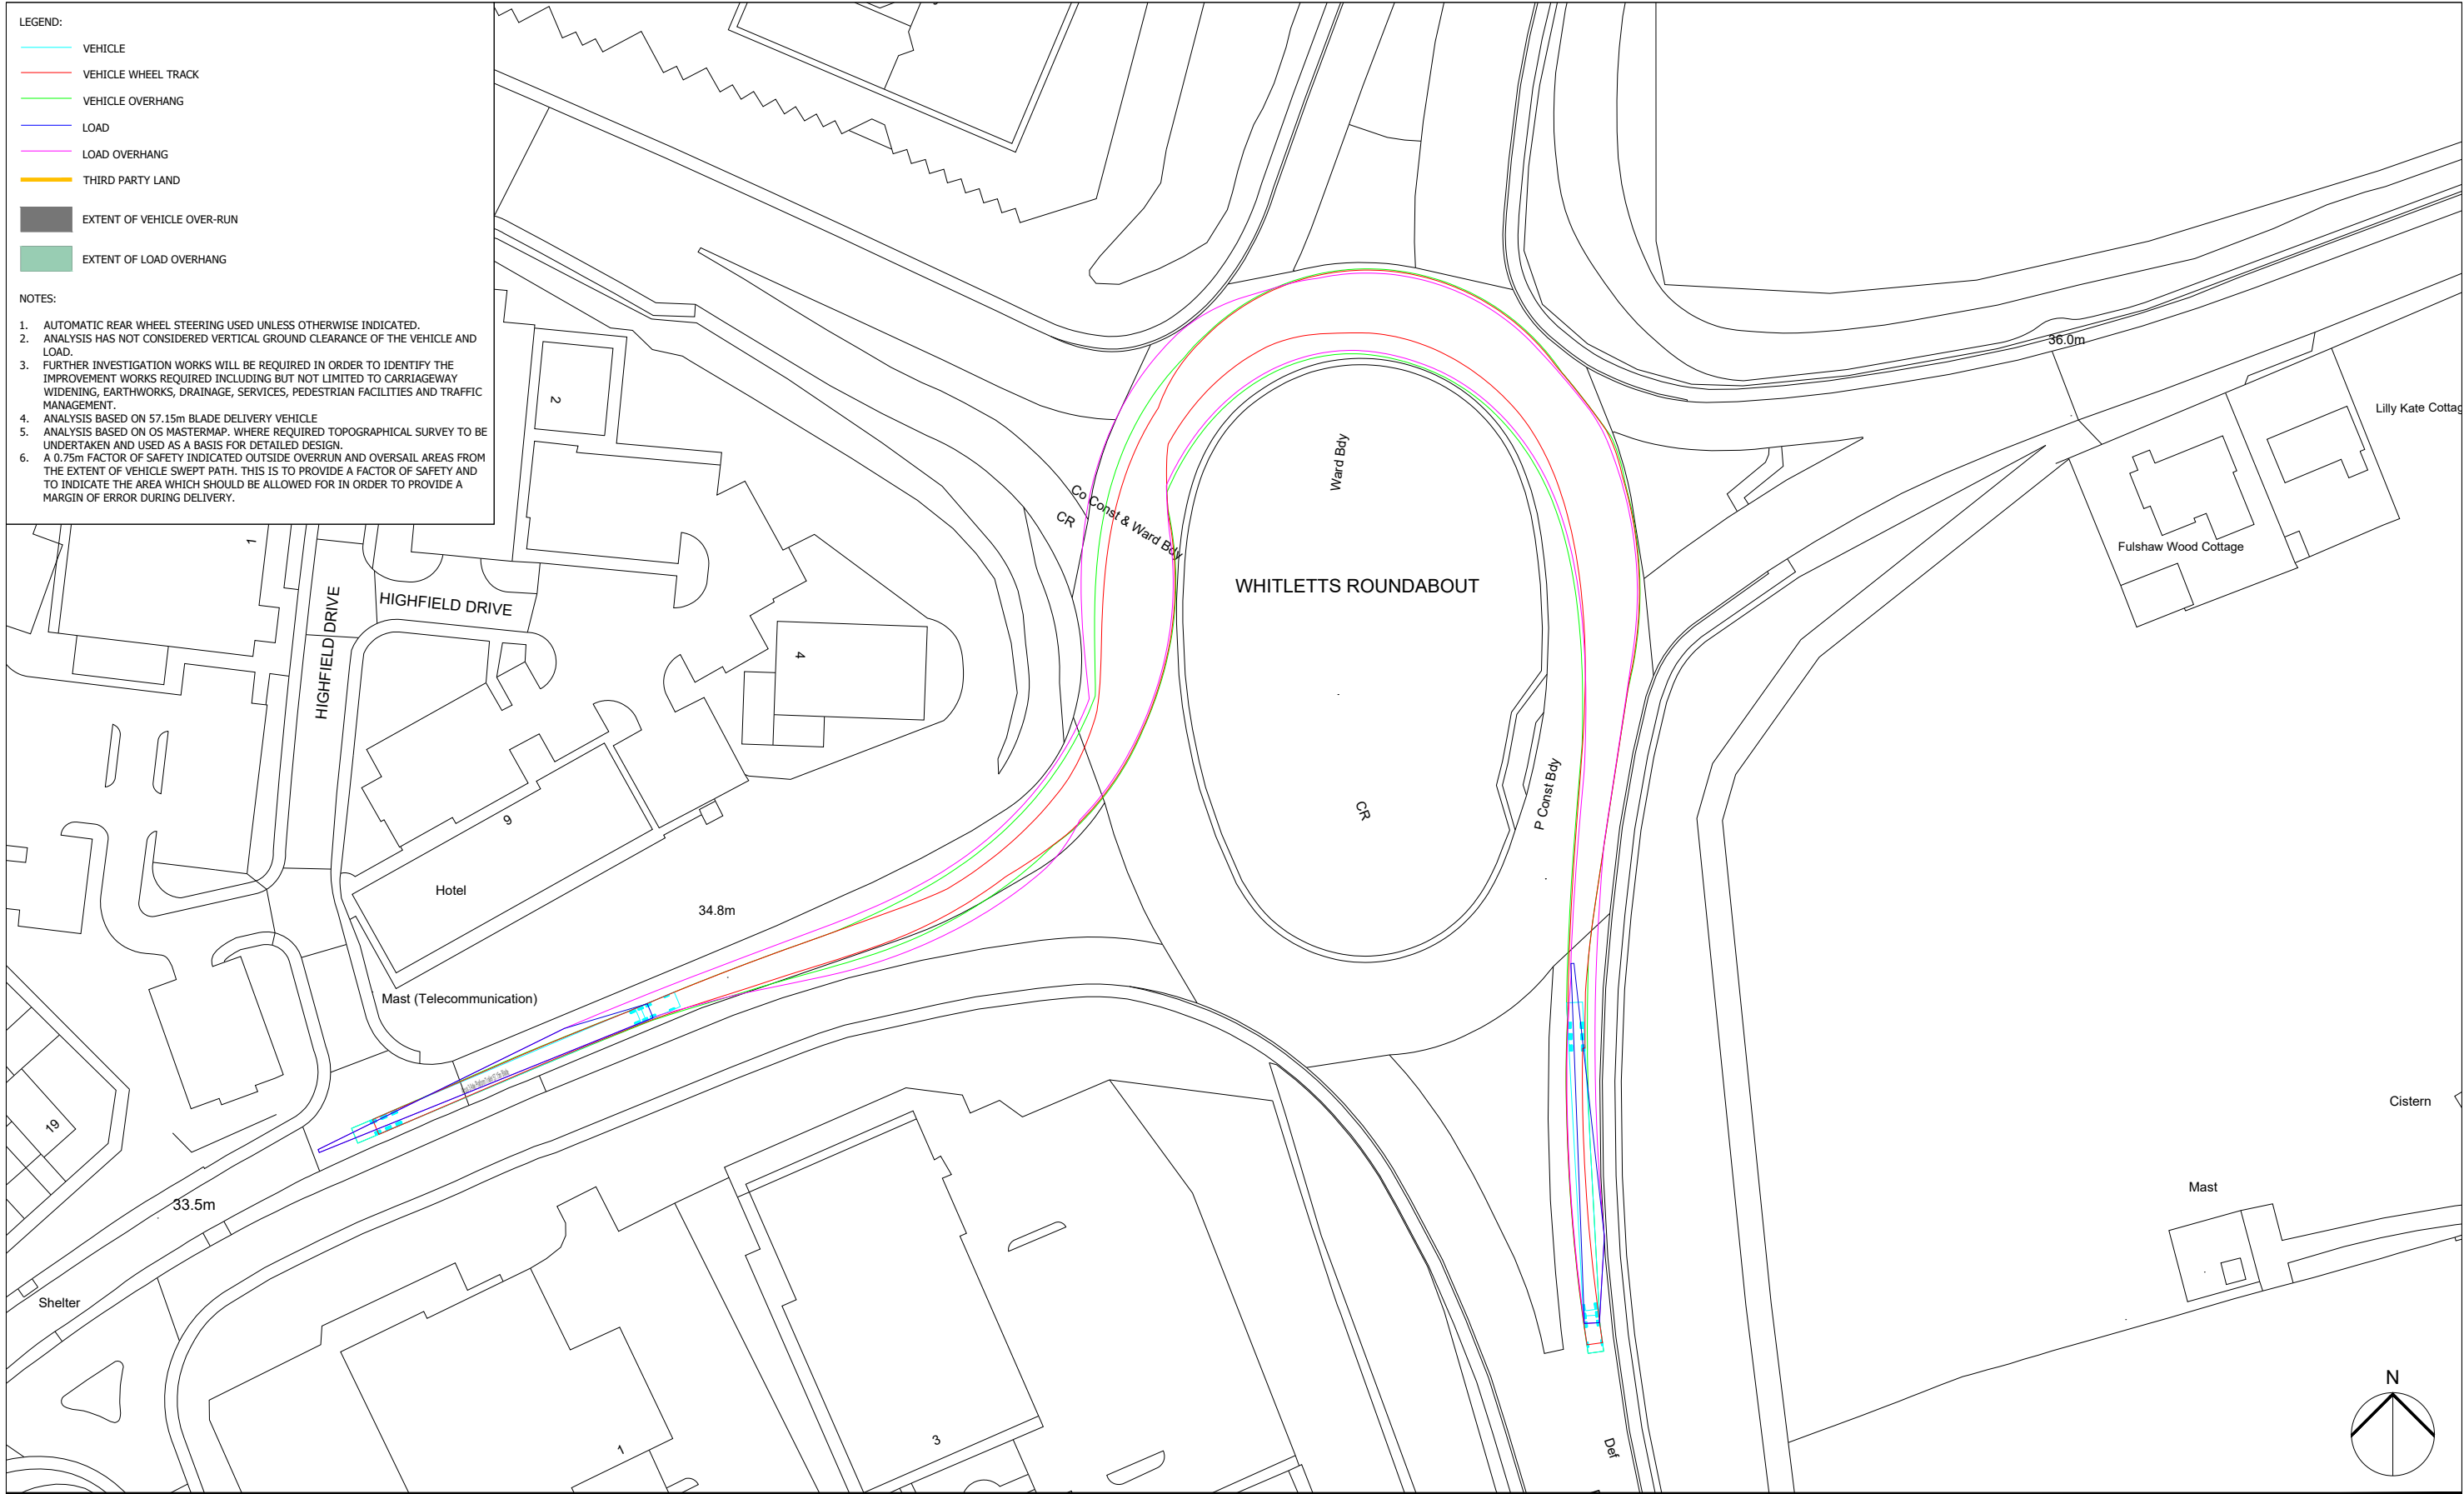 LEGEND:
VEHICLE
VEHICLE WHEEL TRACK
VEHICLE OVERHANG
LOAD
LOAD OVERHANG
THIRD PARTY LAND
EXTENT OF VEHICLE OVER-RUN
EXTENT OF LOAD OVERHANG
NOTES:
1. AUTOMATIC REAR WHEEL STEERING USED UNLESS OTHERWISE INDICATED.
2. ANALYSIS HAS NOT CONSIDERED VERTICAL GROUND CLEARANCE OF THE VEHICLE AND
LOAD.
3. FURTHER INVESTIGATION WORKS WILL BE REQUIRED IN ORDER TO IDENTIFY THE
IMPROVEMENT WORKS REQUIRED INCLUDING BUT NOT LIMITED TO CARRIAGEWAY
WIDENING, EARTHWORKS, DRAINAGE, SERVICES, PEDESTRIAN FACILITIES AND TRAFFIC
MANAGEMENT.
4. ANALYSIS BASED ON 57.15m BLADE DELIVERY VEHICLE
5. ANALYSIS BASED ON OS MASTERMAP. WHERE REQUIRED TOPOGRAPHICAL SURVEY TO BE
UNDERTAKEN AND USED AS A BASIS FOR DETAILED DESIGN.
6. A 0.75m FACTOR OF SAFETY INDICATED OUTSIDE OVERRUN AND OVERSAIL AREAS FROM
THE EXTENT OF VEHICLE SWEPT PATH. THIS IS TO PROVIDE A FACTOR OF SAFETY AND
TO INDICATE THE AREA WHICH SHOULD BE ALLOWED FOR IN ORDER TO PROVIDE A
MARGIN OF ERROR DURING DELIVERY.
36.0m
2
Lilly Kate Cottag
Ward Bdy
Co Const & Ward Bdy
CR
1
Fulshaw Wood Cottage
WHITLETTS ROUNDABOUT
HIGHFIELD DRIVE
HIGHFIELD DRIVE
4
P Const Bdy
CR
9
Hotel
34.8m
Mast (Telecommunication)
19
Cistern
Mast
33.5m
Shelter
N
1
3
Def